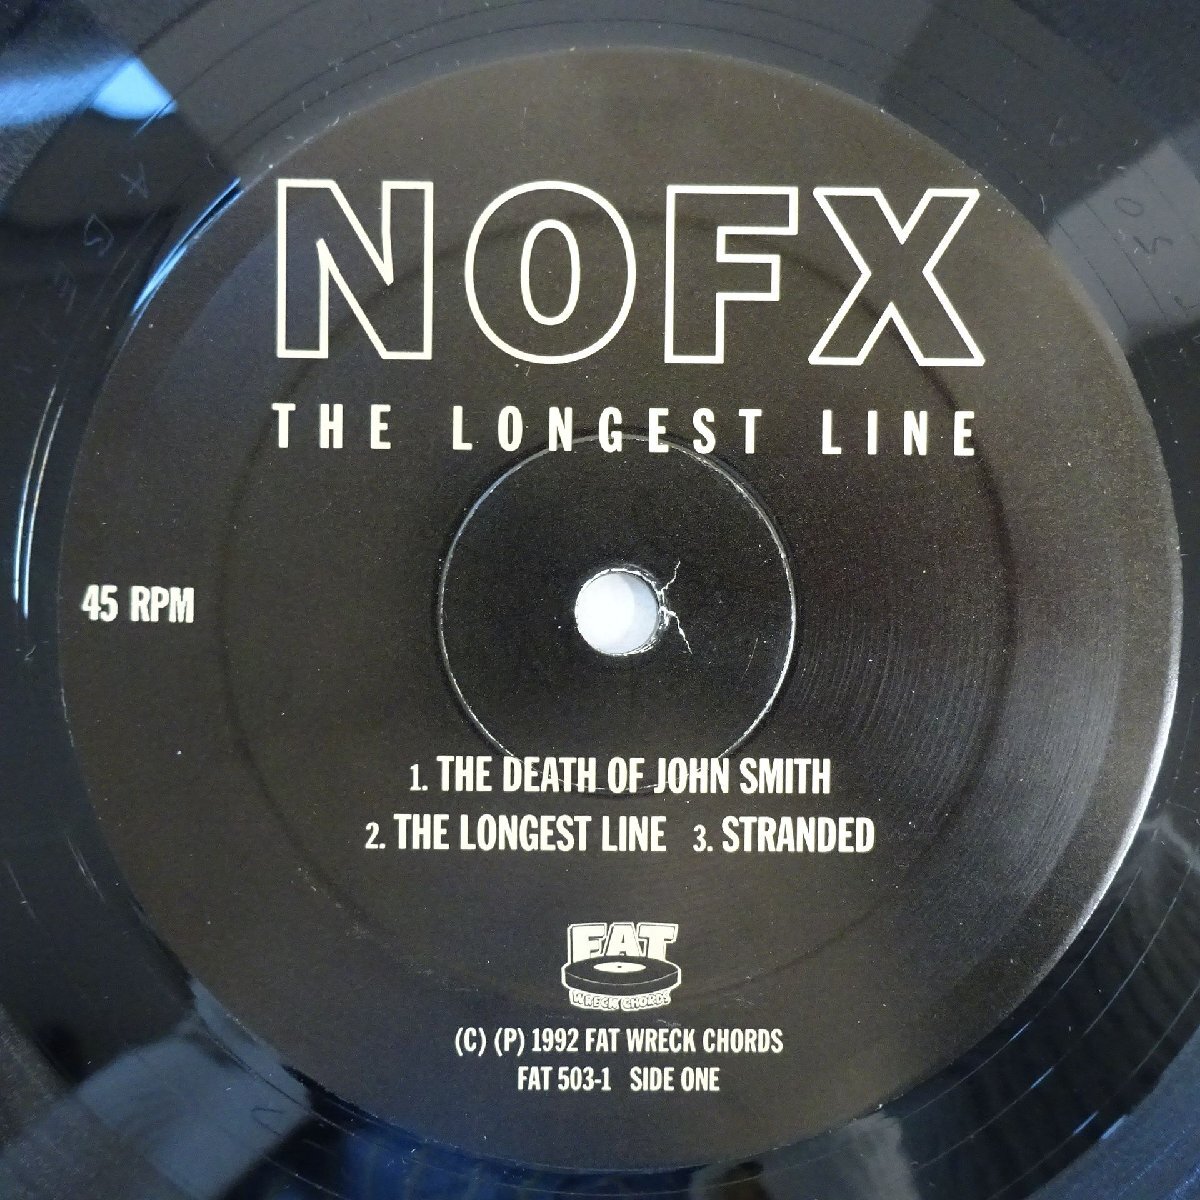 NOFX
THE LONGEST LINE
45 RPM
1. THE DEATH OF JOHN SMITH
2. THE LONGEST LINE 3. STRANDED
FAT
WRECK CHORDS
(C) (P) 1992 FAT WRECK CHORDS
FAT 503-1 SIDE ONE